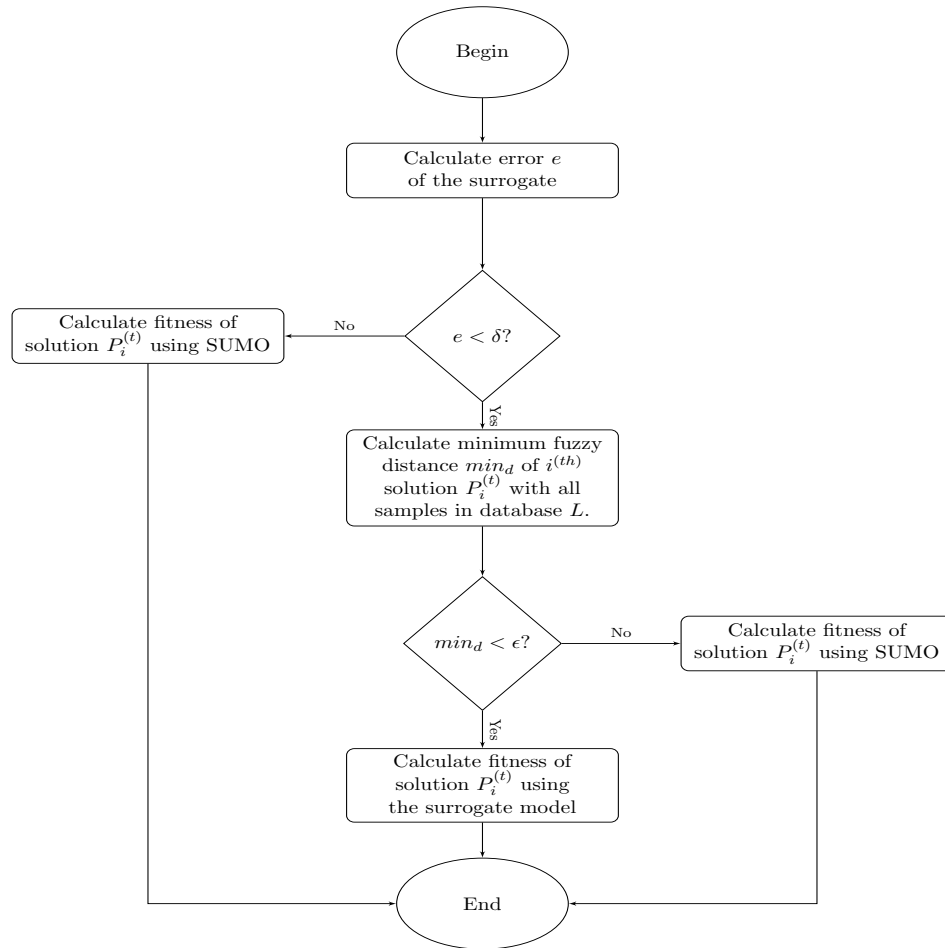 Begin
Calculate error e
of the surrogate
e < δ?
No
Calculate fitness of
solution P_i^{(t)} using SUMO
Yes
Calculate minimum fuzzy
distance min_d of i^{(th)}
solution P_i^{(t)} with all
samples in database L.
min_d < ϵ?
No
Calculate fitness of
solution P_i^{(t)} using SUMO
Yes
Calculate fitness of
solution P_i^{(t)} using
the surrogate model
End